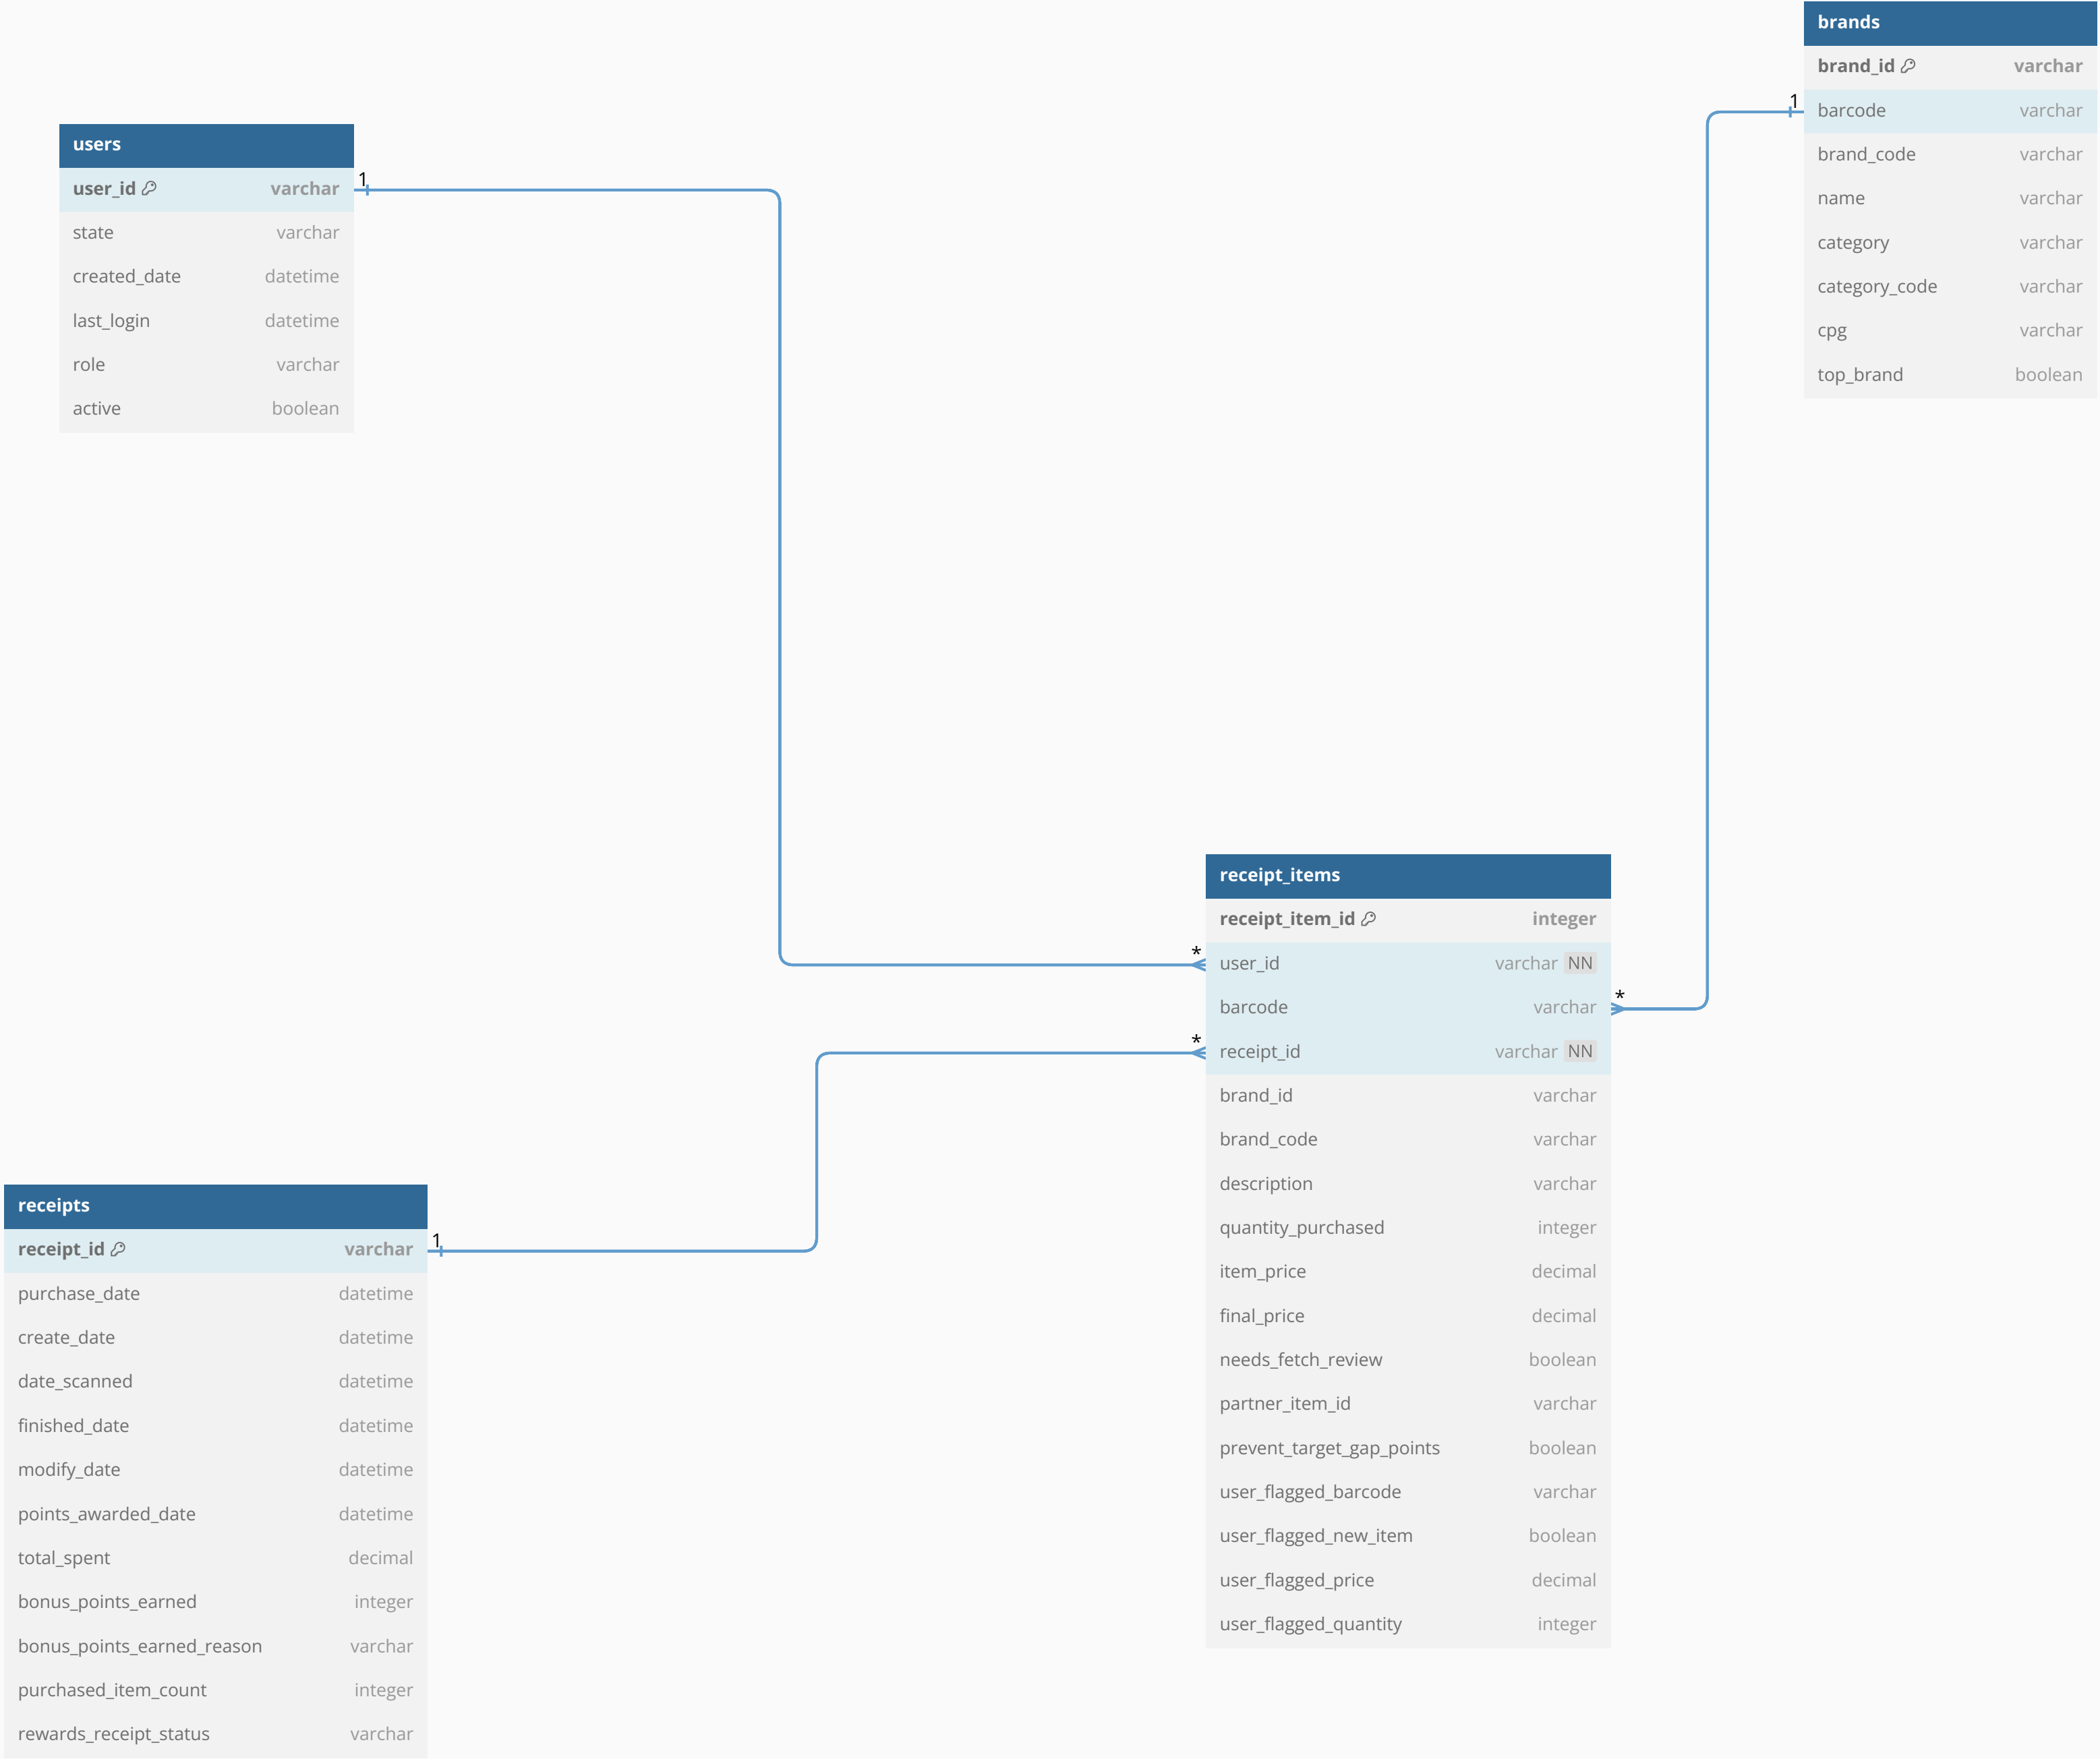 brands
brand_id varchar
1
barcode varchar
brand_code varchar
name varchar
category varchar
category_code varchar
cpg varchar
top_brand boolean
users
user_id varchar
1
state varchar
created_date datetime
last_login datetime
role varchar
active boolean
receipt_items
receipt_item_id integer
*
user_id varchar NN
barcode varchar
*
*
receipt_id varchar NN
brand_id varchar
brand_code varchar
description varchar
quantity_purchased integer
item_price decimal
final_price decimal
needs_fetch_review boolean
partner_item_id varchar
prevent_target_gap_points boolean
user_flagged_barcode varchar
user_flagged_new_item boolean
user_flagged_price decimal
user_flagged_quantity integer
receipts
receipt_id varchar
1
purchase_date datetime
create_date datetime
date_scanned datetime
finished_date datetime
modify_date datetime
points_awarded_date datetime
total_spent decimal
bonus_points_earned integer
bonus_points_earned_reason varchar
purchased_item_count integer
rewards_receipt_status varchar